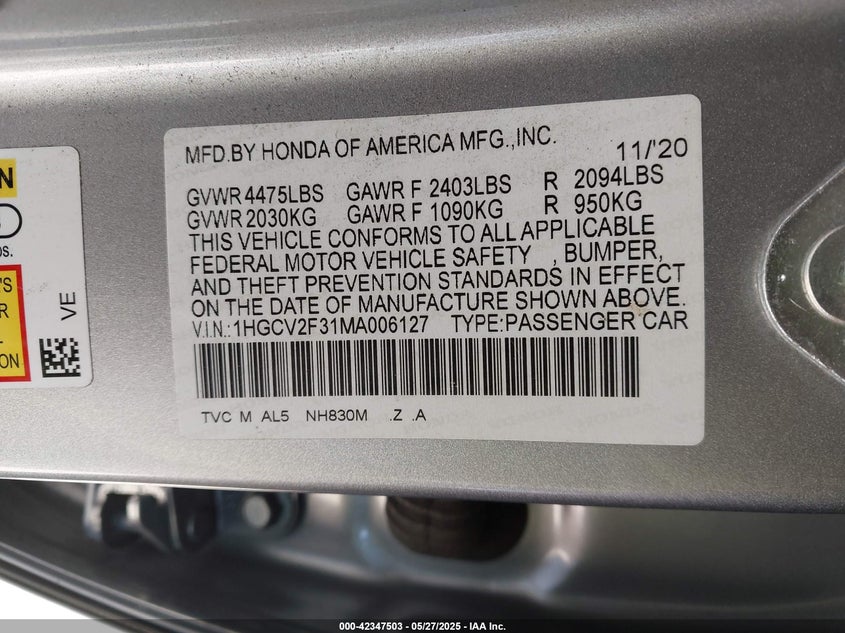 MFD.BY HONDA OF AMERICA MFG.,INC. 11/'20
GVWR 4475LBS GAWR F 2403LBS R 2094LBS
GVWR 2030KG GAWR F 1090KG R 950KG
THIS VEHICLE CONFORMS TO ALL APPLICABLE
FEDERAL MOTOR VEHICLE SAFETY , BUMPER,
AND THEFT PREVENTION STANDARDS IN EFFECT
ON THE DATE OF MANUFACTURE SHOWN ABOVE.
V.I.N.:1HGCV2F31MA006127 TYPE:PASSENGER CAR
TVC M AL5 NH830M .Z .A
VE
000-42347503 - 05/27/2025 - IAA Inc.